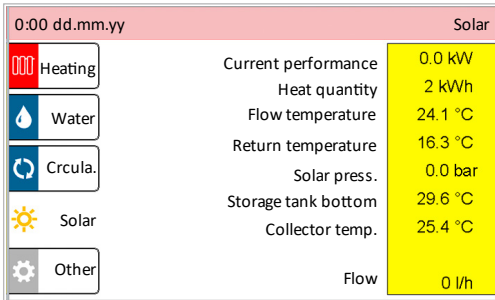 0:00 dd.mm.yy Solar
Heating
Water
Crcula.
Solar
Other
Current performance 0.0 kW
Heat quantity 2 kWh
Flow temperature 24.1 °C
Return temperature 16.3 °C
Solar press. 0.0 bar
Storage tank bottom 29.6 °C
Collector temp. 25.4 °C
Flow 0 l/h